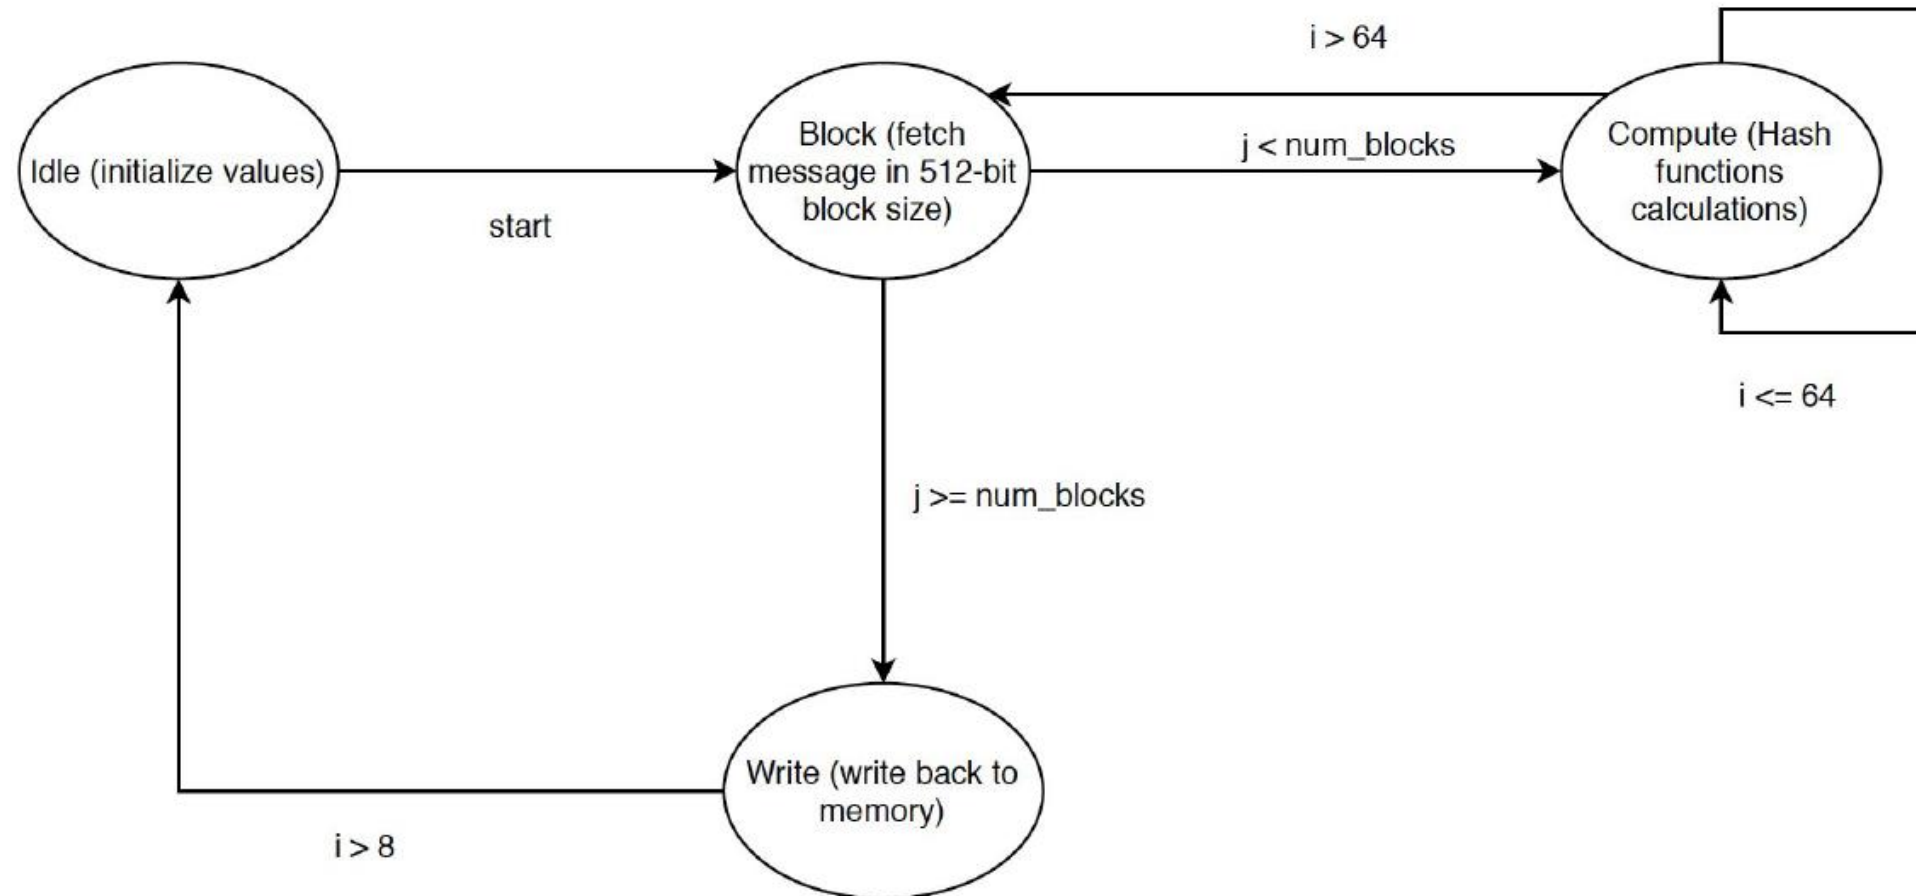 i > 64
Idle (initialize values)
start
Block (fetch
message in 512-bit
block size)
j < num_blocks
Compute (Hash
functions
calculations)
i <= 64
j >= num_blocks
Write (write back to
memory)
i > 8